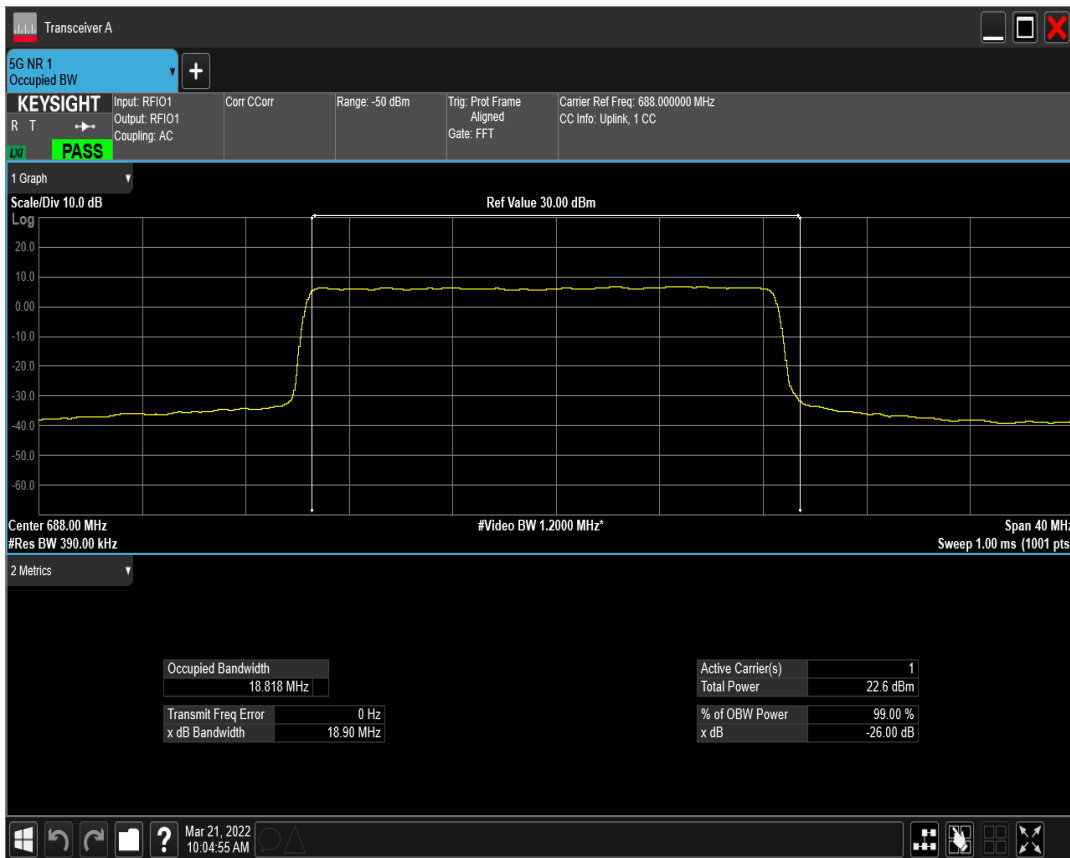 Transceiver A
5G NR 1
Occupied BW
+
KEYSIGHT
R T
LXI
PASS
Input: RFIO1
Output: RFIO1
Coupling: AC
Corr CCorr
Range: -50 dBm
Trig: Prot Frame
Aligned
Gate: FFT
Carrier Ref Freq: 688.000000 MHz
CC Info: Uplink, 1 CC
1 Graph
Scale/Div 10.0 dB
Ref Value 30.00 dBm
Log
20.0
10.0
0.00
-10.0
-20.0
-30.0
-40.0
-50.0
-60.0
Center 688.00 MHz
#Video BW 1.2000 MHz*
Span 40 MHz
#Res BW 390.00 kHz
Sweep 1.00 ms (1001 pts
2 Metrics
Occupied Bandwidth
18.818 MHz
Transmit Freq Error 0 Hz
x dB Bandwidth 18.90 MHz
Active Carrier(s) 1
Total Power 22.6 dBm
% of OBW Power 99.00 %
x dB -26.00 dB
?
Mar 21, 2022
10:04:55 AM